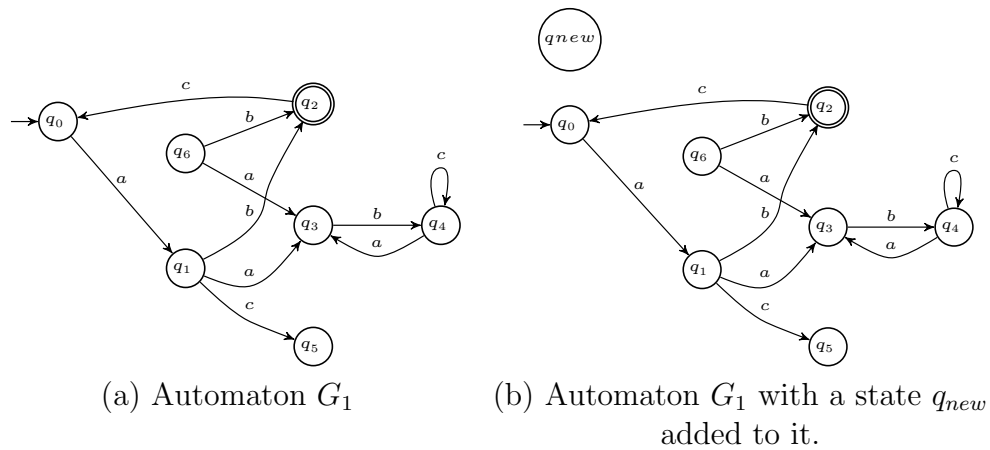 qnew
c
q0
q2
b
q6
a
a
c
b
b
q3
q4
a
q1
a
c
q5
(a) Automaton G1
c
q0
q2
b
q6
a
a
c
b
b
q3
q4
a
q1
a
c
q5
(b) Automaton G1 with a state qnew
added to it.